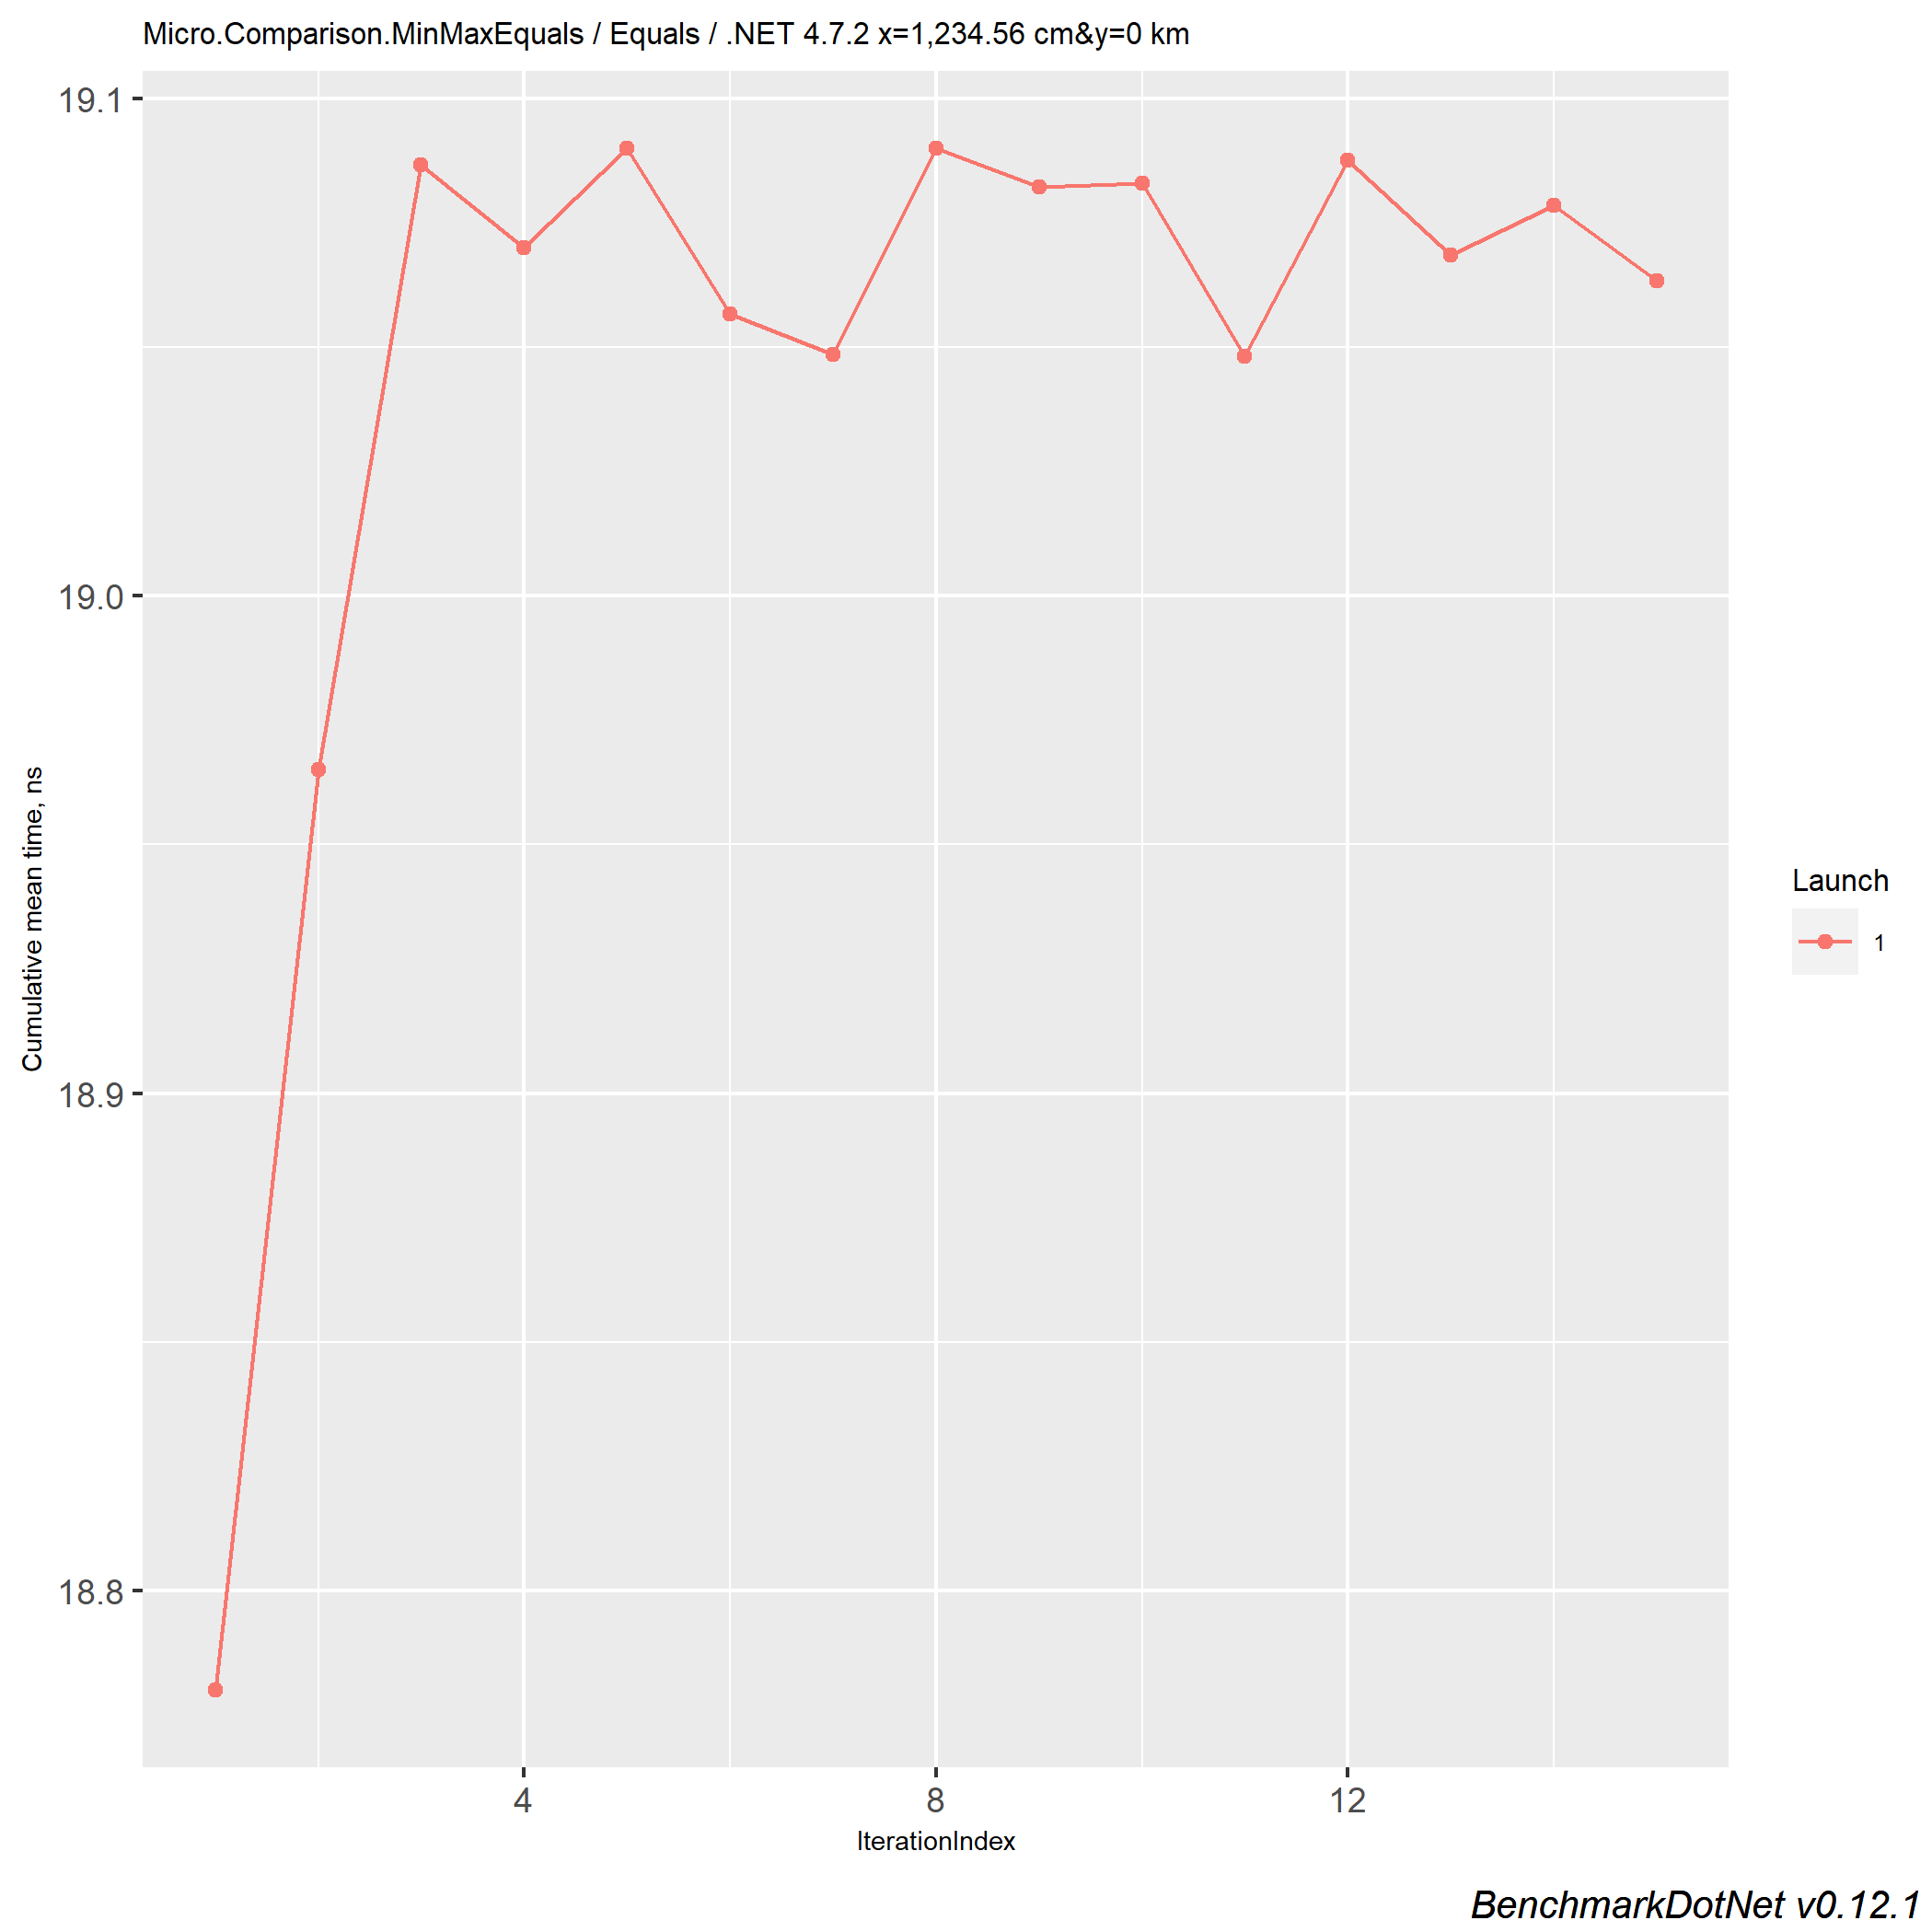 Micro.Comparison.MinMaxEquals / Equals / .NET 4.7.2 x=1,234.56 cm&y=0 km
19.1
19.0
18.9
18.8
Cumulative mean time, ns
4
8
12
IterationIndex
Launch
1
BenchmarkDotNet v0.12.1